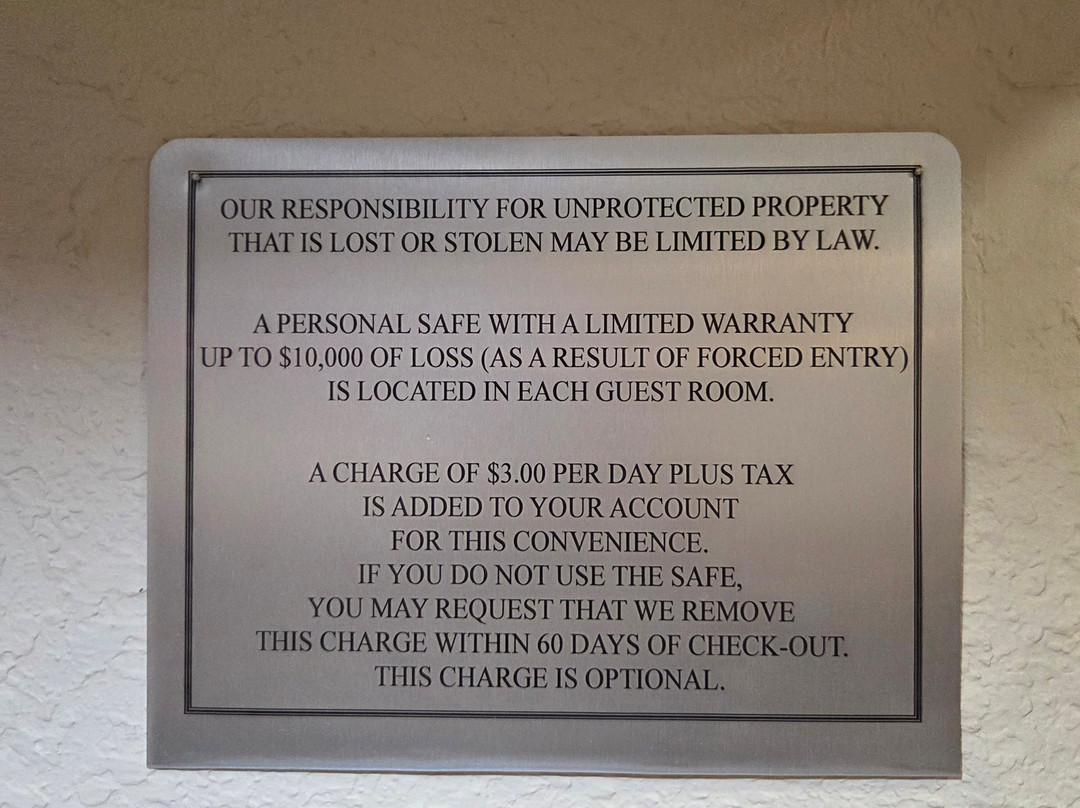 OUR RESPONSIBILITY FOR UNPROTECTED PROPERTY
THAT IS LOST OR STOLEN MAY BE LIMITED BY LAW.
A PERSONAL SAFE WITH A LIMITED WARRANTY
UP TO $10,000 OF LOSS (AS A RESULT OF FORCED ENTRY)
IS LOCATED IN EACH GUEST ROOM.
A CHARGE OF $3.00 PER DAY PLUS TAX
IS ADDED TO YOUR ACCOUNT
FOR THIS CONVENIENCE.
IF YOU DO NOT USE THE SAFE,
YOU MAY REQUEST THAT WE REMOVE
THIS CHARGE WITHIN 60 DAYS OF CHECK-OUT.
THIS CHARGE IS OPTIONAL.